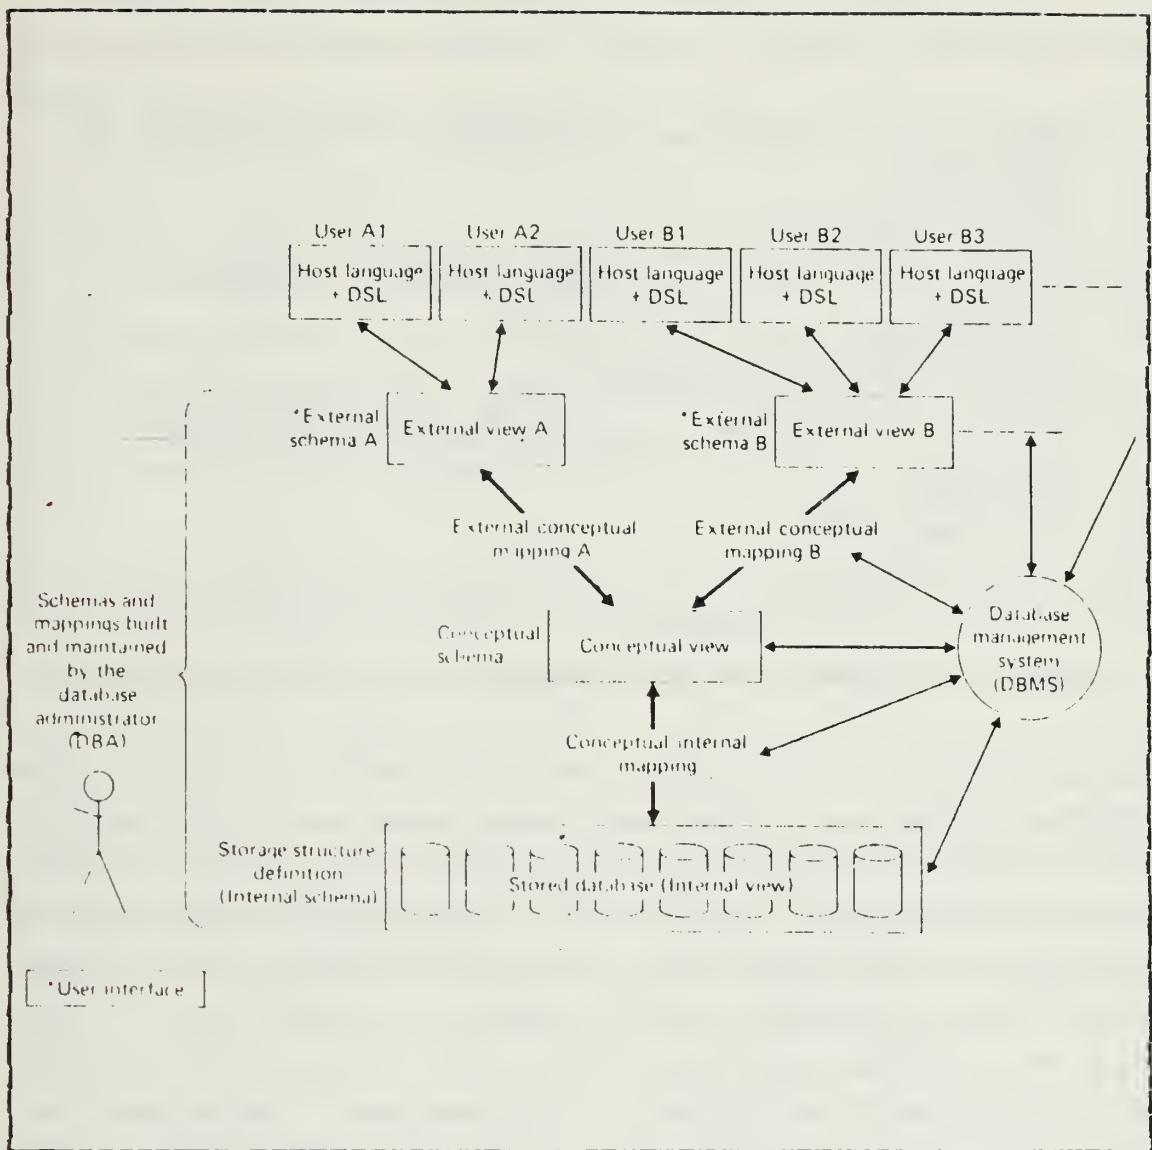 User A1
User A2
User B1
User B2
User B3
Host language
+ DSL
Host language
+ DSL
Host language
+ DSL
Host language
+ DSL
Host language
+ DSL
*External
schema A
External view A
*External
schema B
External view B
External conceptual
mapping A
External conceptual
mapping B
Schemas and
mappings built
and maintained
by the
database
administrator
(DBA)
Conceptual
schema
Conceptual view
Database
management
system
(DBMS)
Conceptual internal
mapping
Storage structure
definition
(Internal schema)
Stored database (Internal view)
*User interface